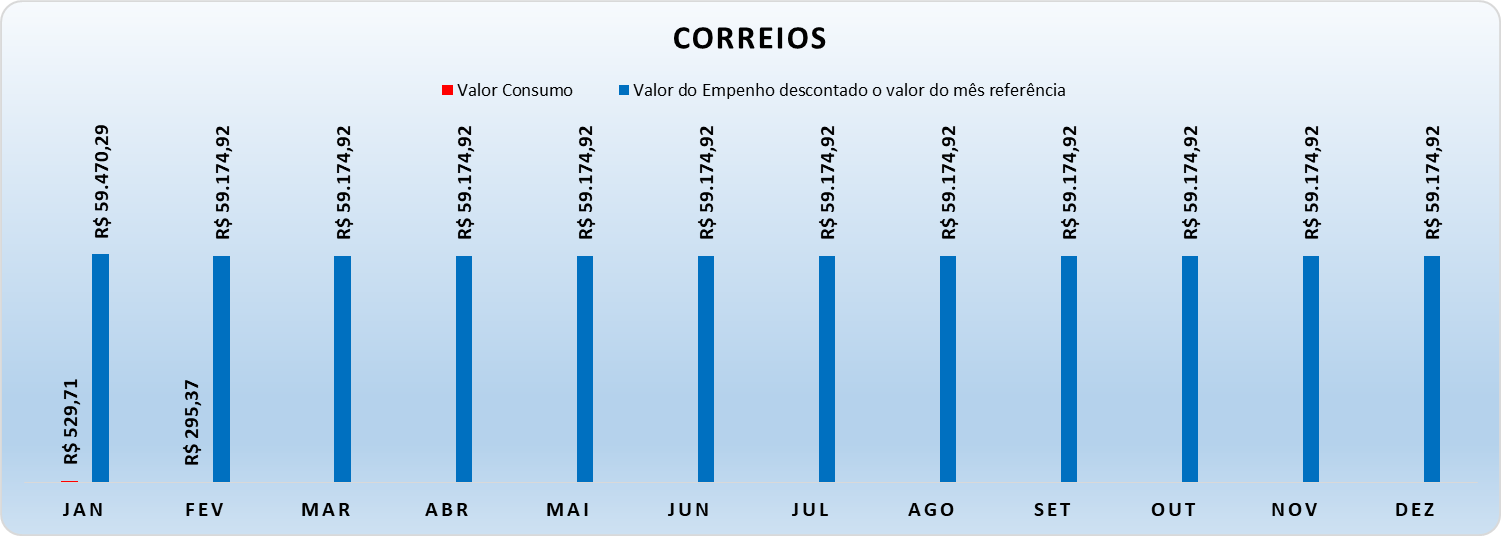 CORREIOS
Valor Consumo
Valor do Empenho descontado o valor do mês referência
R$ 529,71
R$ 59.470,29
R$ 295,37
R$ 59.174,92
R$ 59.174,92
R$ 59.174,92
R$ 59.174,92
R$ 59.174,92
R$ 59.174,92
R$ 59.174,92
R$ 59.174,92
R$ 59.174,92
R$ 59.174,92
R$ 59.174,92
JAN
FEV
MAR
ABR
MAI
JUN
JUL
AGO
SET
OUT
NOV
DEZ